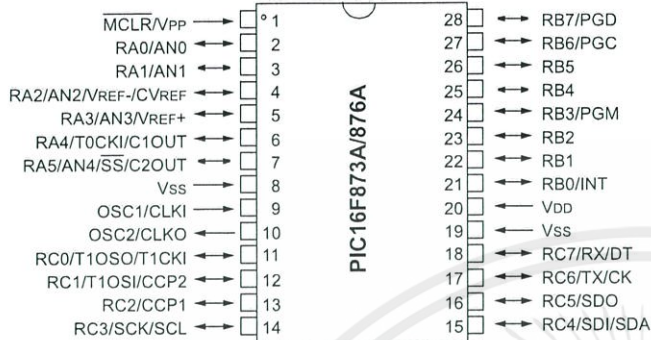 MCLR/VPP 1 28 RB7/PGD
RA0/AN0 2 27 RB6/PGC
RA1/AN1 3 26 RB5
RA2/AN2/VREF-/CVREF 4 25 RB4
RA3/AN3/VREF+ 5 24 RB3/PGM
RA4/T0CKI/C1OUT 6 23 RB2
RA5/AN4/SS/C2OUT 7 22 RB1
VSS 8 21 RB0/INT
OSC1/CLKI 9 20 VDD
OSC2/CLKO 10 19 VSS
RC0/T1OSO/T1CKI 11 18 RC7/RX/DT
RC1/T1OSI/CCP2 12 17 RC6/TX/CK
RC2/CCP1 13 16 RC5/SDO
RC3/SCK/SCL 14 15 RC4/SDI/SDA
PIC16F873A/876A